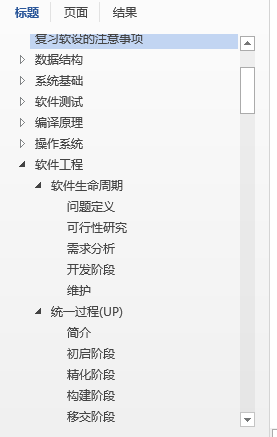 标题 页面 结果
复习软设的注意事项
数据结构
系统基础
软件测试
编译原理
操作系统
软件工程
软件生命周期
问题定义
可行性研究
需求分析
开发阶段
维护
统一过程(UP)
简介
初启阶段
精化阶段
构建阶段
移交阶段